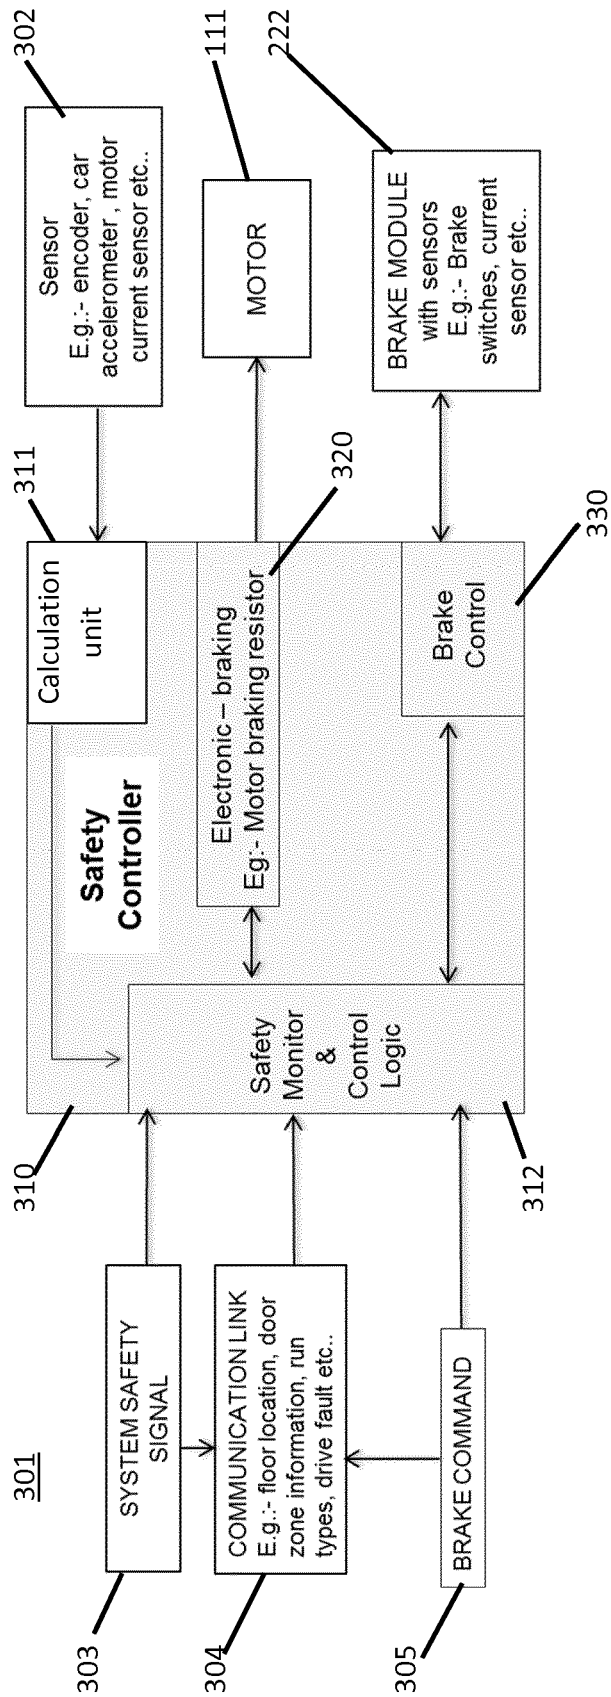 301
303
SYSTEM SAFETY
SIGNAL
304
COMMUNICATION LINK
E.g.:- floor location, door
zone information, run
types, drive fault etc..
305
BRAKE COMMAND
310
Safety
Controller
312
Safety
Monitor
&
Control
Logic
311
Calculation
unit
Electronic – braking
Eg:- Motor braking resistor
320
Brake
Control
330
302
Sensor
E.g.:- encoder, car
accelerometer , motor
current sensor etc..
111
MOTOR
222
BRAKE MODULE
with sensors
E.g.:- Brake
switches, current
sensor etc..